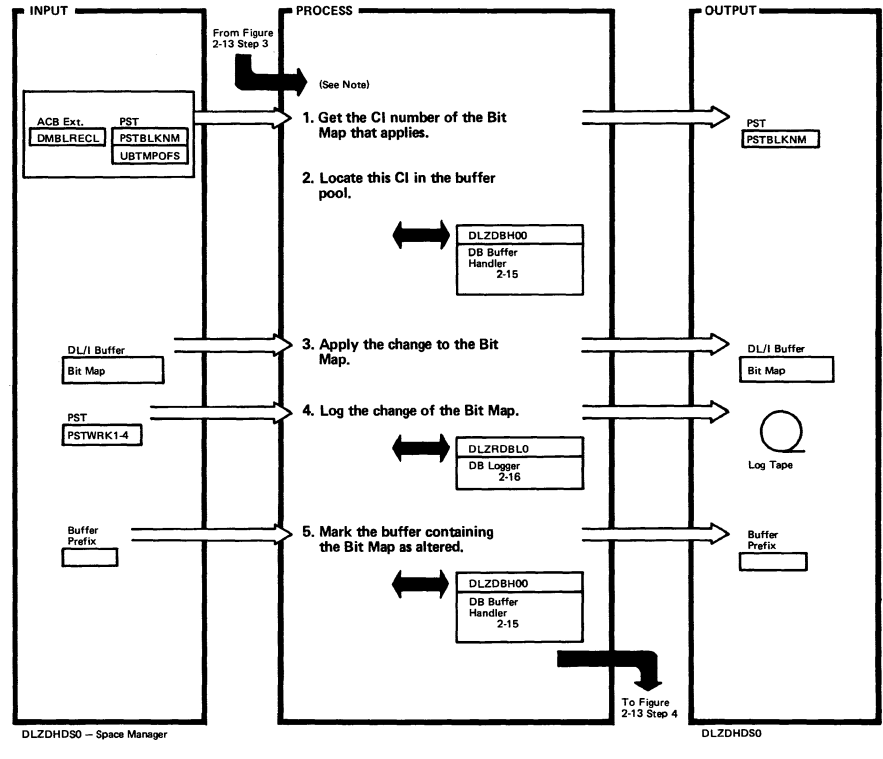 INPUT
PROCESS
OUTPUT
From Figure
2-13 Step 3
(See Note)
ACB Ext.
PST
DMBLRECL
PSTBLKNM
UBTMPOFS
1. Get the CI number of the Bit
Map that applies.
PST
PSTBLKNM
2. Locate this CI in the buffer
pool.
DLZDBH00
DB Buffer
Handler
2-15
DL/I Buffer
Bit Map
3. Apply the change to the Bit
Map.
DL/I Buffer
Bit Map
PST
PSTWRK1-4
4. Log the change of the Bit Map.
DLZRDBL0
DB Logger
2-16
Log Tape
Buffer
Prefix
5. Mark the buffer containing
the Bit Map as altered.
Buffer
Prefix
DLZDBH00
DB Buffer
Handler
2-15
To Figure
2-13 Step 4
DLZDHDS0 — Space Manager
DLZDHDS0